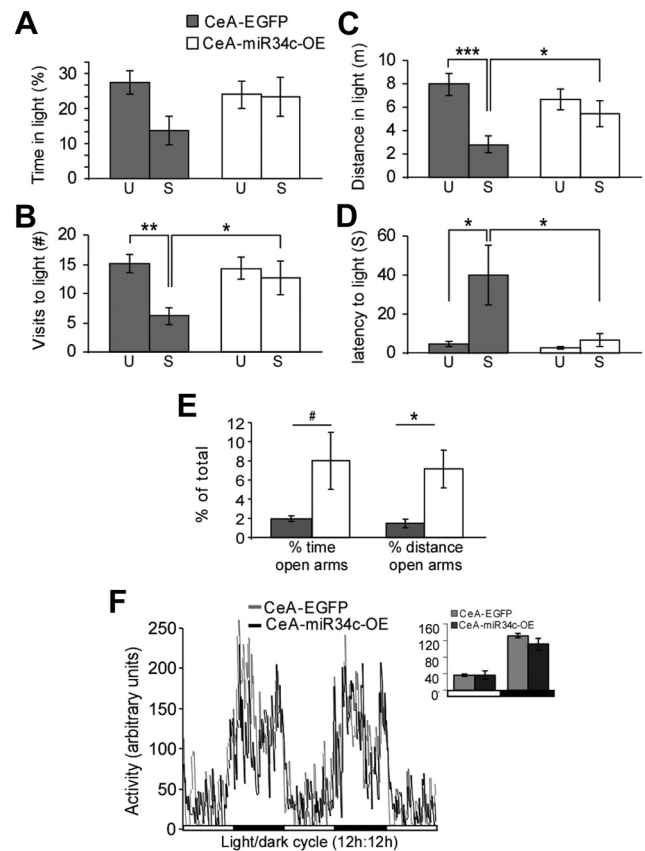 A
CeA-EGFP
CeA-miR34c-OE
Time in light (%)
30
20
10
0
U S U S
B
Visits to light (#)
20
15
10
5
0
** *
U S U S
C
Distance in light (m)
10
8
6
4
2
0
*** *
U S U S
D
latency to light (S)
60
40
20
0
* *
U S U S
E
% of total
12
10
8
6
4
2
0
# *
% time
open arms
% distance
open arms
F
CeA-EGFP
CeA-miR34c-OE
Activity (arbitrary units)
250
200
150
100
50
0
Light/dark cycle (12h:12h)
CeA-EGFP
CeA-miR34c-OE
160
120
80
40
0